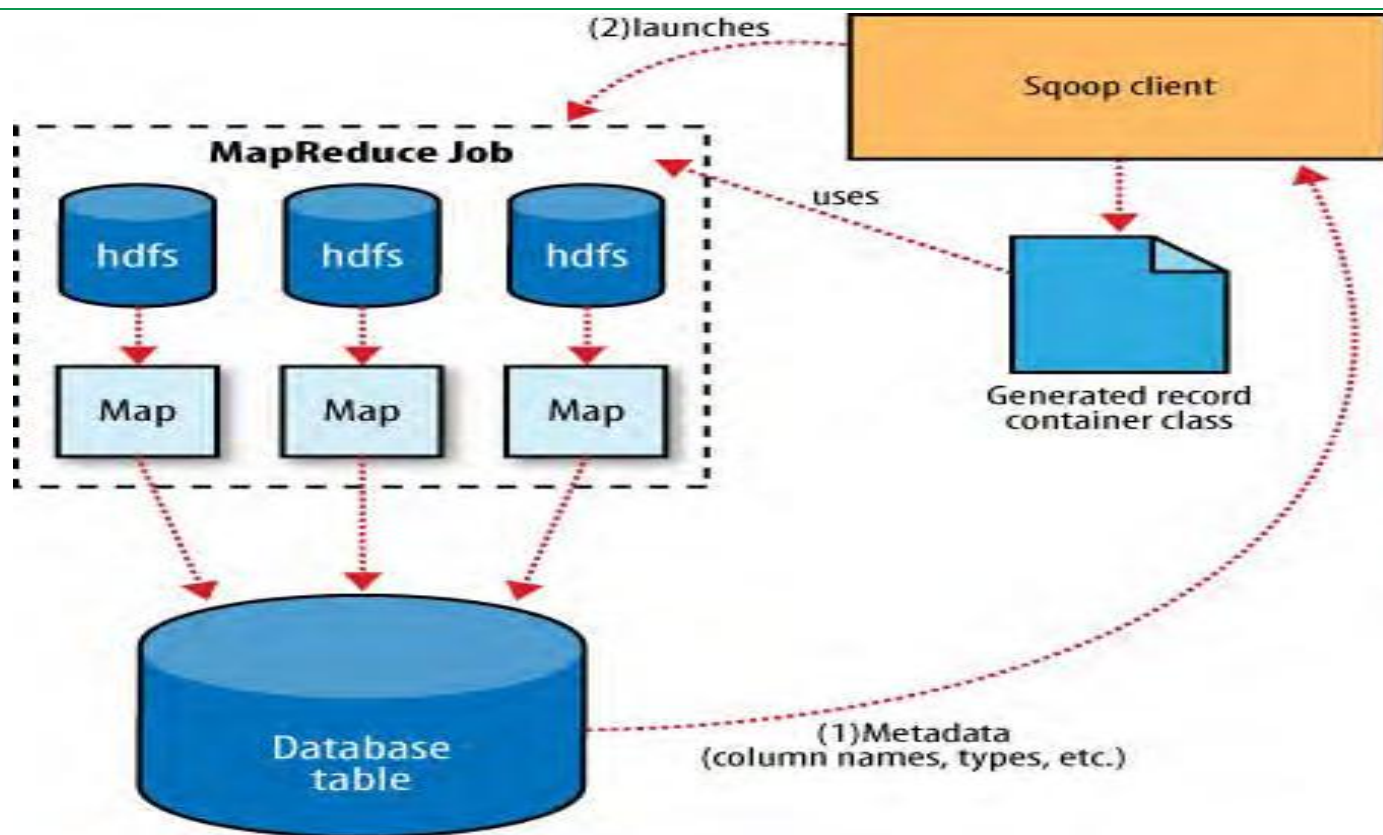 (2)launches
Sqoop client
MapReduce Job
uses
hdfs
hdfs
hdfs
Map
Map
Map
Generated record
container class
(1)Metadata
(column names, types, etc.)
Database
table